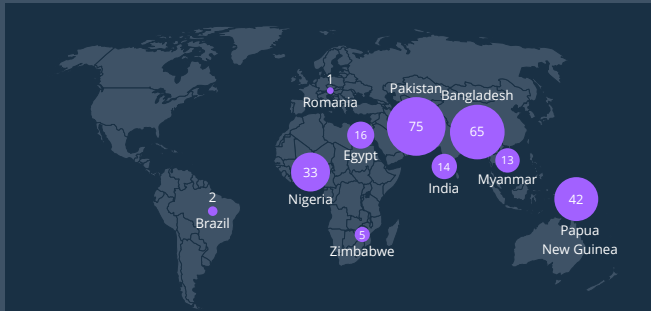 1
Romania
Pakistan
75
Bangladesh
65
16
Egypt
33
Nigeria
14
India
13
Myanmar
2
Brazil
42
Papua
New Guinea
5
Zimbabwe